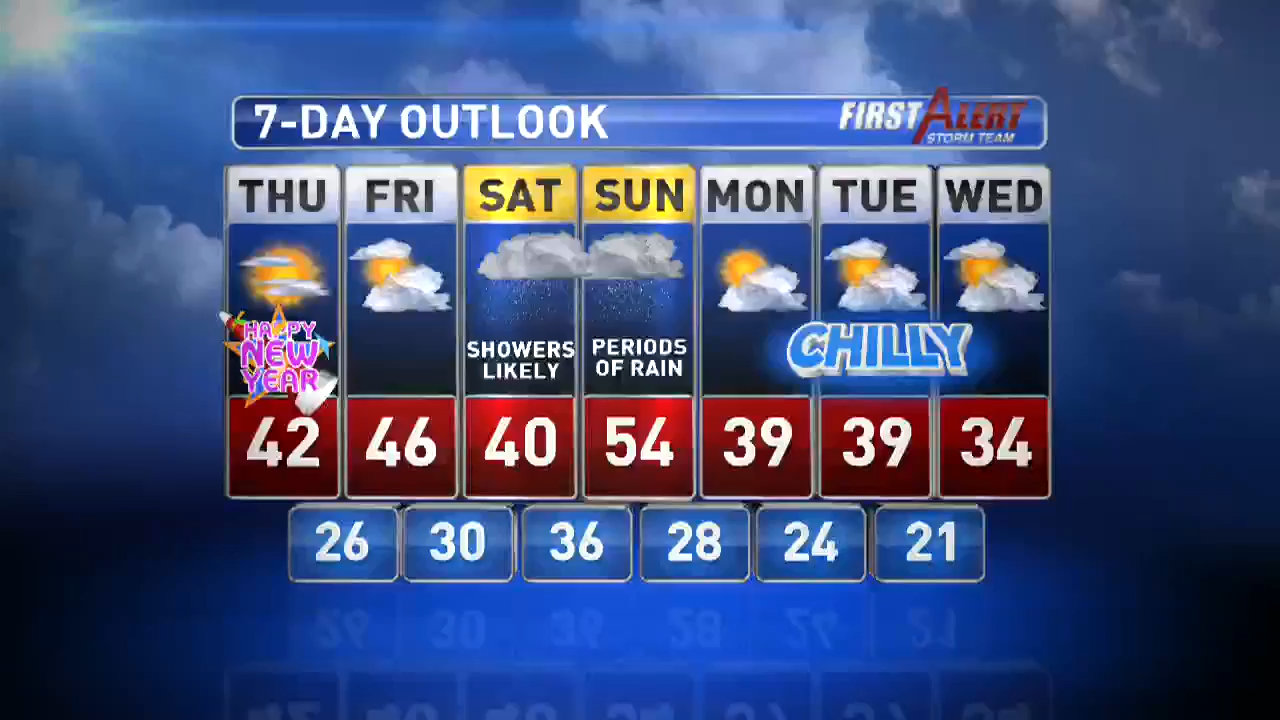 7-DAY OUTLOOK
FIRST ALERT
STORM TEAM
THU FRI SAT SUN MON TUE WED
HAPPY
NEW
YEAR
SHOWERS
LIKELY
PERIODS
OF RAIN
CHILLY
42 46 40 54 39 39 34
26 30 36 28 24 21